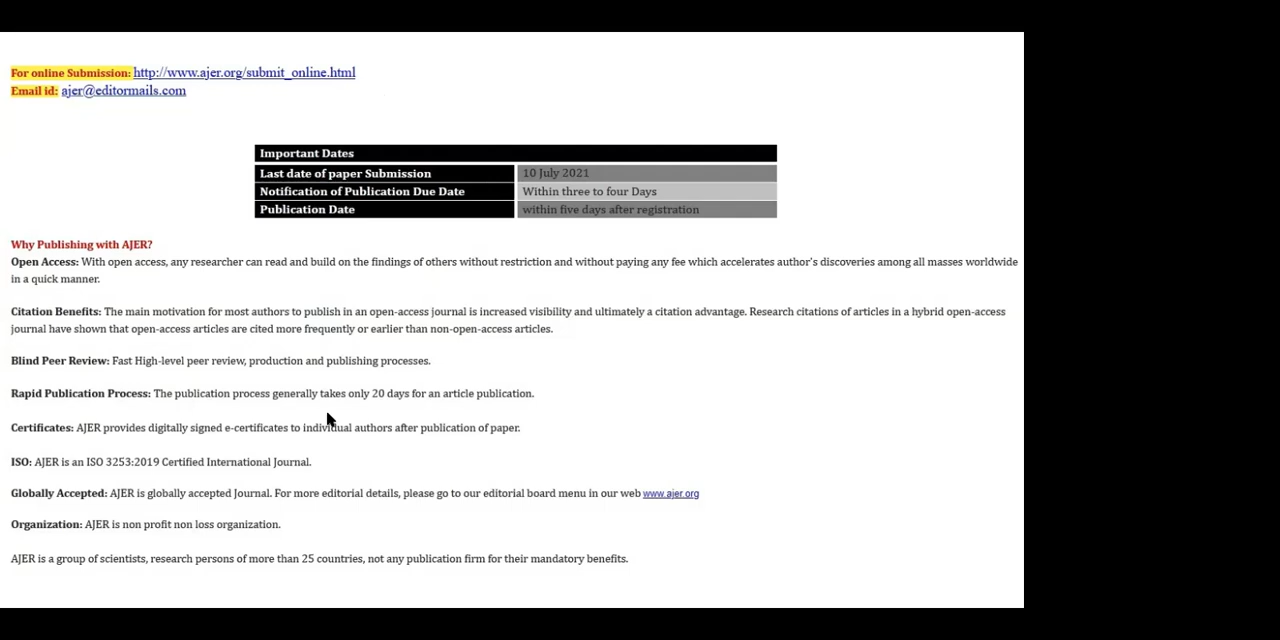 For online Submission: http://www.ajer.org/submit_online.html
Email id: ajer@editormails.com
Important Dates
Last date of paper Submission 10 July 2021
Notification of Publication Due Date Within three to four Days
Publication Date within five days after registration
Why Publishing with AJER?
Open Access: With open access, any researcher can read and build on the findings of others without restriction and without paying any fee which accelerates author's discoveries among all masses worldwide
in a quick manner.
Citation Benefits: The main motivation for most authors to publish in an open-access journal is increased visibility and ultimately a citation advantage. Research citations of articles in a hybrid open-access
journal have shown that open-access articles are cited more frequently or earlier than non-open-access articles.
Blind Peer Review: Fast High-level peer review, production and publishing processes.
Rapid Publication Process: The publication process generally takes only 20 days for an article publication.
Certificates: AJER provides digitally signed e-certificates to individual authors after publication of paper.
ISO: AJER is an ISO 3253:2019 Certified International Journal.
Globally Accepted: AJER is globally accepted Journal. For more editorial details, please go to our editorial board menu in our web www.ajer.org
Organization: AJER is non profit non loss organization.
AJER is a group of scientists, research persons of more than 25 countries, not any publication firm for their mandatory benefits.